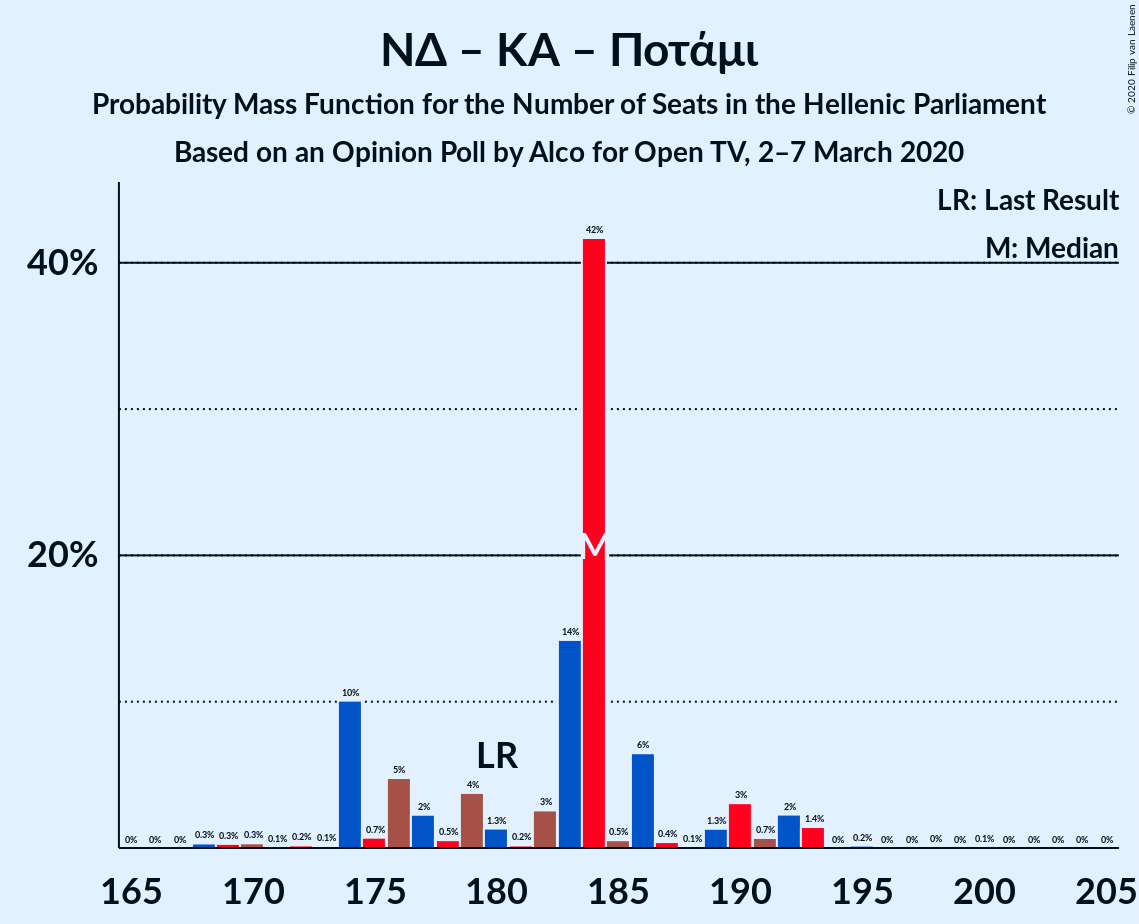 ΝΔ – ΚΑ – Ποτάμι
Probability Mass Function for the Number of Seats in the Hellenic Parliament
Based on an Opinion Poll by Alco for Open TV, 2–7 March 2020
© 2020 Filip van Laenen
LR: Last Result
M: Median
40%
20%
42%
14%
10%
6%
5%
4%
3%
3%
2%
2%
LR
M
0% 0% 0% 0.3% 0.3% 0.3% 0.1% 0.2% 0.1% 0.7% 0.5% 1.3% 0.2% 0.5% 0.4% 0.1% 1.3% 0.7% 1.4% 0% 0.2% 0% 0% 0% 0% 0.1% 0% 0% 0% 0% 0%
165 170 175 180 185 190 195 200 205